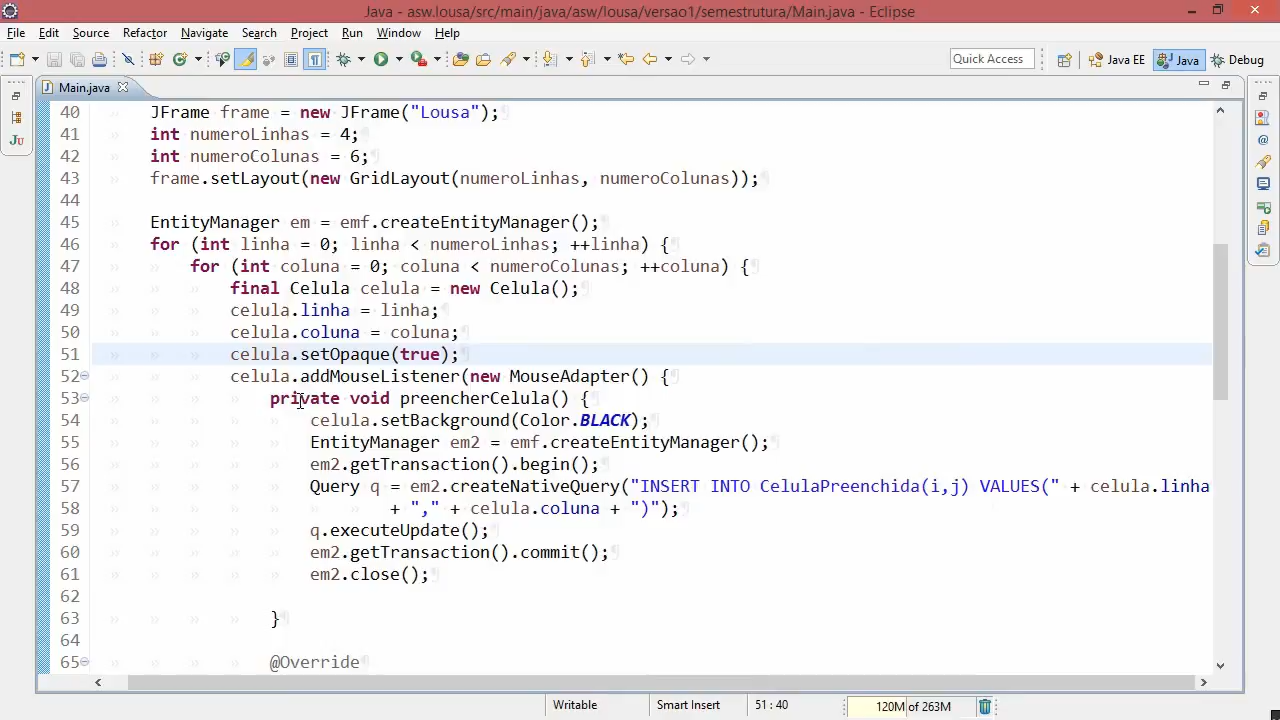 Java - asw.lousa/src/main/java/asw/lousa/versao1/semestrutura/Main.java - Eclipse
File Edit Source Refactor Navigate Search Project Run Window Help
Quick Access Java EE Java Debug
Main.java
40 JFrame frame = new JFrame("Lousa");
41 int numeroLinhas = 4;
42 int numeroColunas = 6;
43 frame.setLayout(new GridLayout(numeroLinhas, numeroColunas));
44
45 EntityManager em = emf.createEntityManager();
46 for (int linha = 0; linha < numeroLinhas; ++linha) {
47 for (int coluna = 0; coluna < numeroColunas; ++coluna) {
48 final Celula celula = new Celula();
49 celula.linha = linha;
50 celula.coluna = coluna;
51 celula.setOpaque(true);
52 celula.addMouseListener(new MouseAdapter() {
53 private void preencherCelula() {
54 celula.setBackground(Color.BLACK);
55 EntityManager em2 = emf.createEntityManager();
56 em2.getTransaction().begin();
57 Query q = em2.createNativeQuery("INSERT INTO CelulaPreenchida(i,j) VALUES(" + celula.linha
58 + "," + celula.coluna + ")");
59 q.executeUpdate();
60 em2.getTransaction().commit();
61 em2.close();
62
63 }
64
65 @Override
Writable Smart Insert 51 : 40 120M of 263M